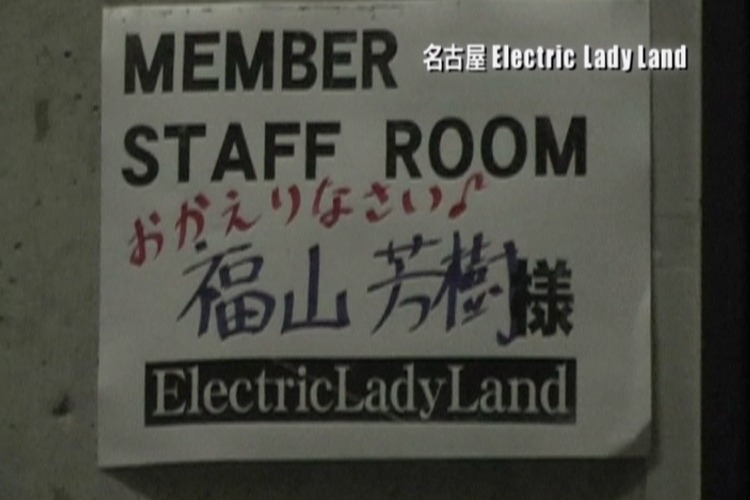 名古屋 Electric Lady Land
MEMBER
STAFF ROOM
おかえりなさい♪
福山 芳樹様
ElectricLadyLand